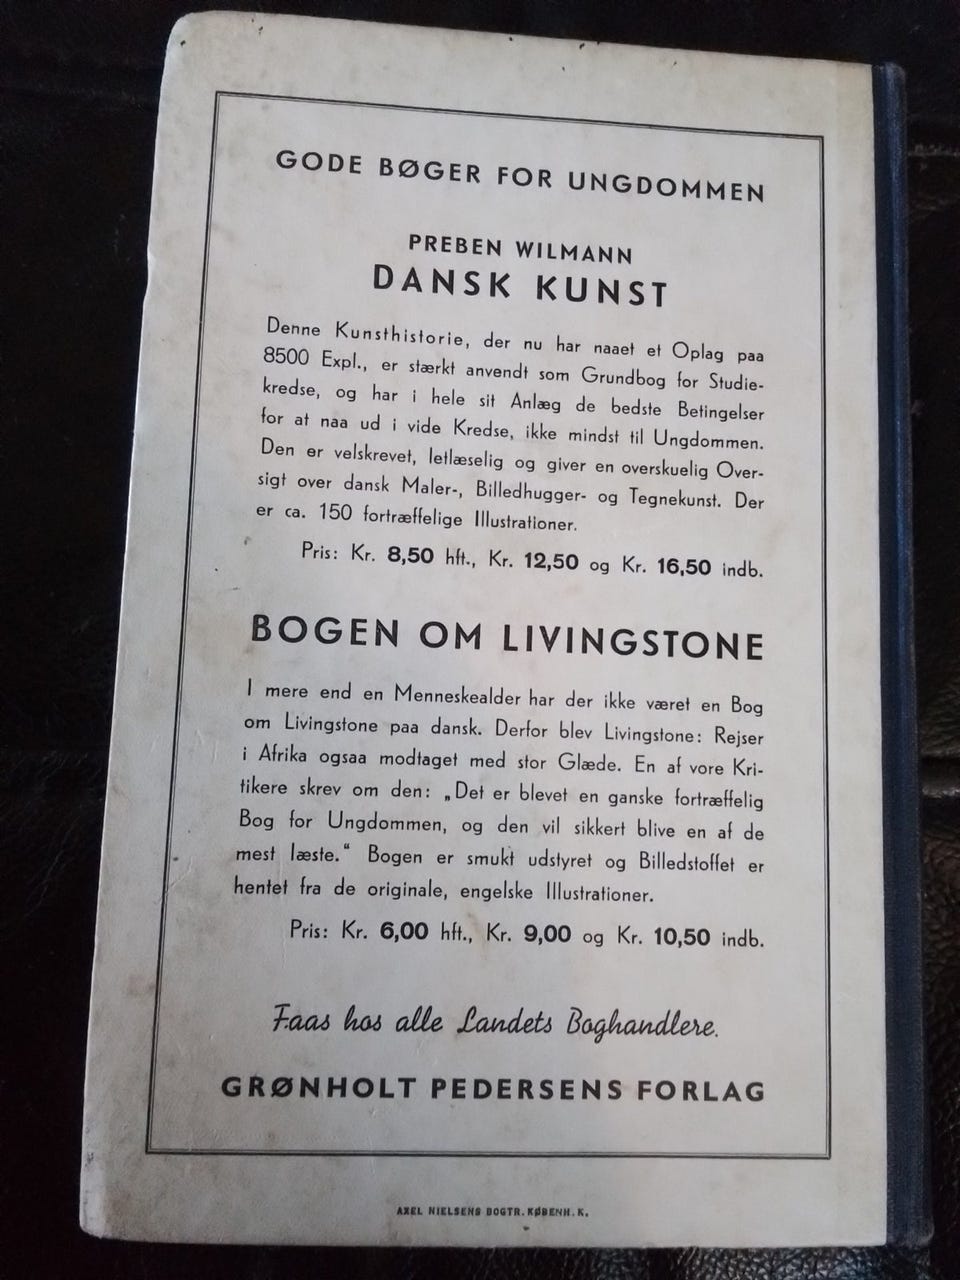 GODE BØGER FOR UNGDOMMEN
PREBEN WILMANN
DANSK KUNST
Denne Kunsthistorie, der nu har naaet et Oplag paa
8500 Expl., er stærkt anvendt som Grundbog for Studie-
kredse, og har i hele sit Anlæg de bedste Betingelser
for at naa ud i vide Kredse, ikke mindst til Ungdommen.
Den er velskrevet, letlæselig og giver en overskuelig Over-
sigt over dansk Maler-, Billedhugger- og Tegnekunst. Der
er ca. 150 fortræffelige Illustrationer.
Pris: Kr. 8,50 hft., Kr. 12,50 og Kr. 16,50 indb.
BOGEN OM LIVINGSTONE
I mere end en Menneskealder har der ikke været en Bog
om Livingstone paa dansk. Derfor blev Livingstone: Rejser
i Afrika ogsaa modtaget med stor Glæde. En af vore Kri-
tikere skrev om den: „Det er blevet en ganske fortræffelig
Bog for Ungdommen, og den vil sikkert blive en af de
mest læste.“ Bogen er smukt udstyret og Billedstoffet er
hentet fra de originale, engelske Illustrationer.
Pris: Kr. 6,00 hft., Kr. 9,00 og Kr. 10,50 indb.
Faas hos alle Landets Boghandlere.
GRØNHOLT PEDERSENS FORLAG
AXEL NIELSENS BOGTR. KØBENH. K.